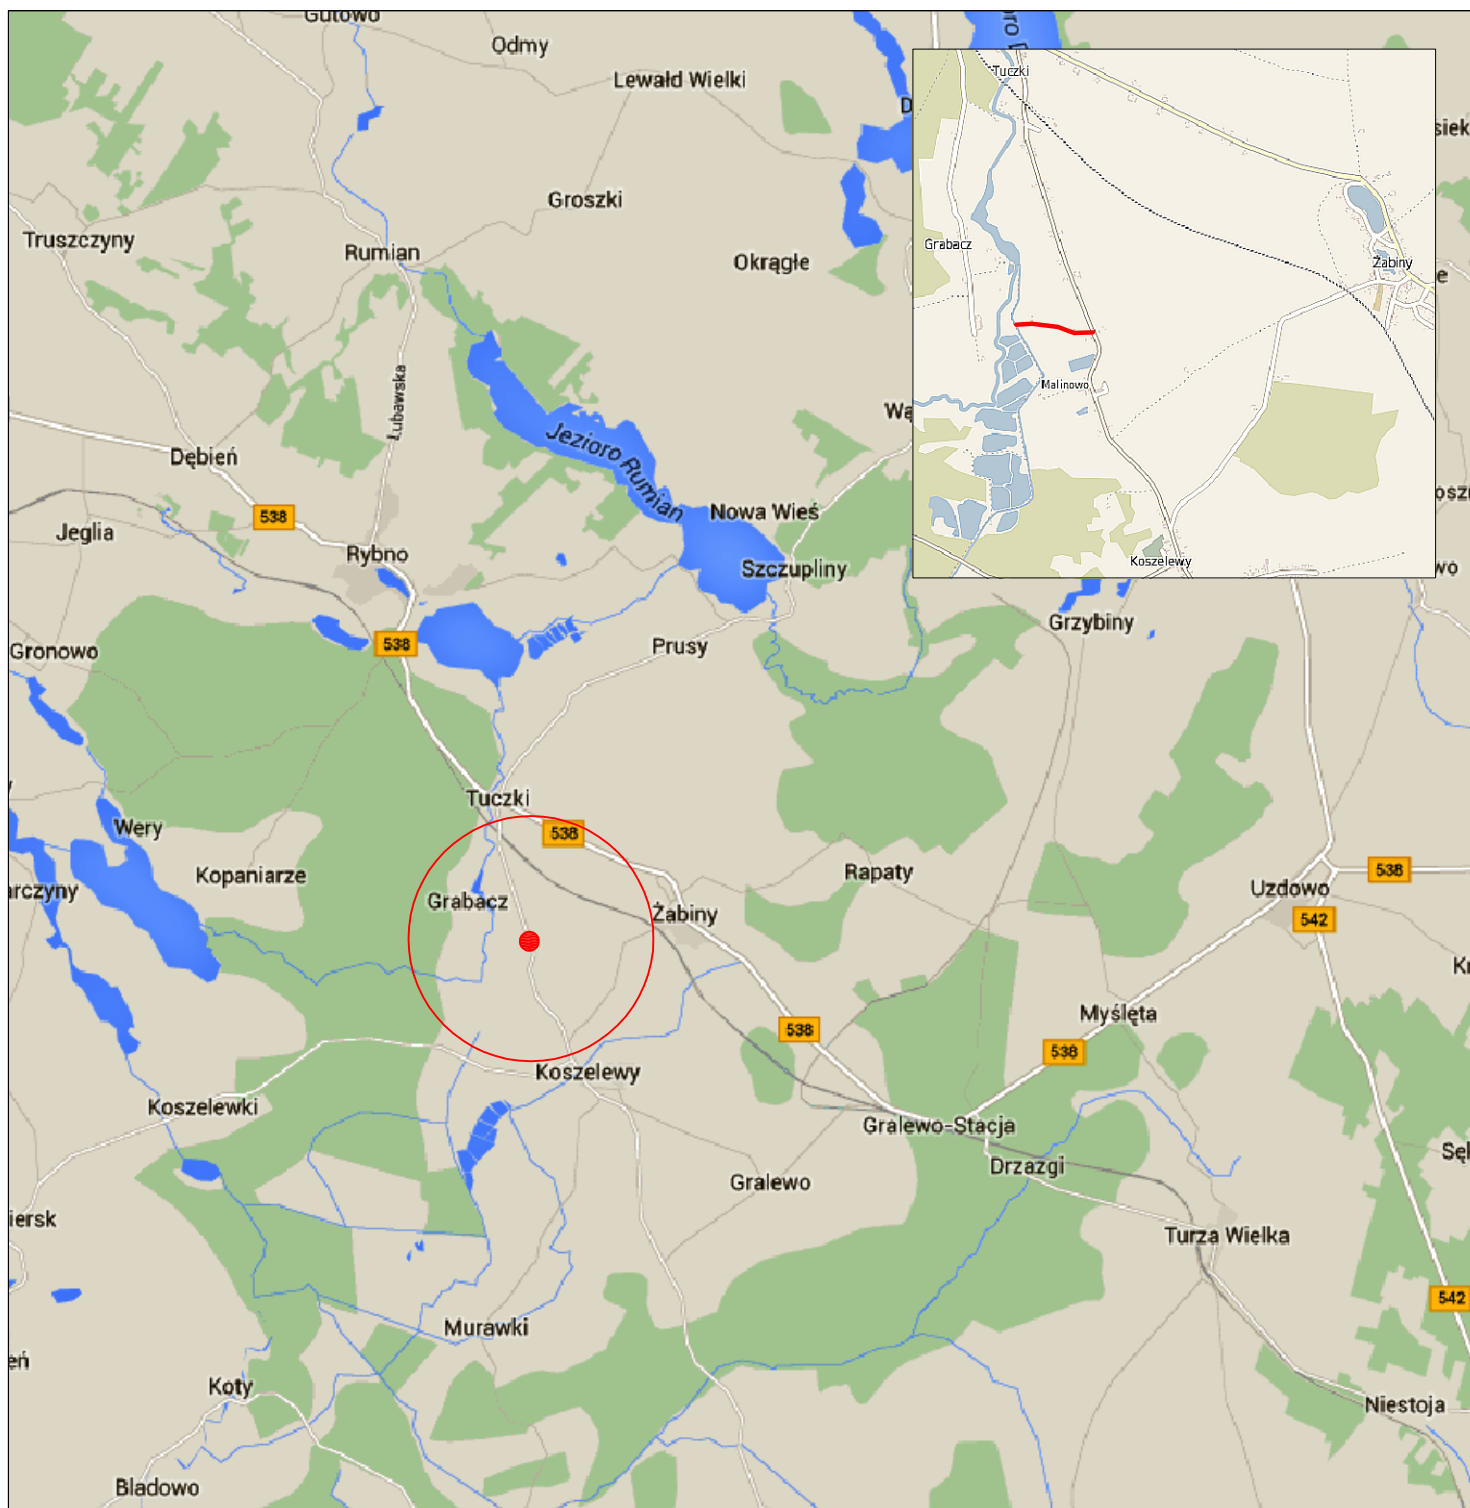 Gutowo
Odmy
Lewałd Wielki
Groszki
Truszczyny
Rumian
Okrągłe
Lubawska
Jezioro Rumian
Dębień
538
Jeglia
Rybno
Nowa Wieś
Szczupliny
Tuczki
Grabacz
Żabiny
Malinowo
Koszelewy
Grzybiny
Gronowo
538
Prusy
Tuczki
538
Wery
Kopaniarze
Rapaty
538
Uzdowo
542
Grabacz
Żabiny
Myślęta
538
538
Koszelewy
Koszelewki
Gralewo-Stacja
Drzazgi
Gralewo
Turza Wielka
542
Murawki
Koty
Niestoja
Bladowo